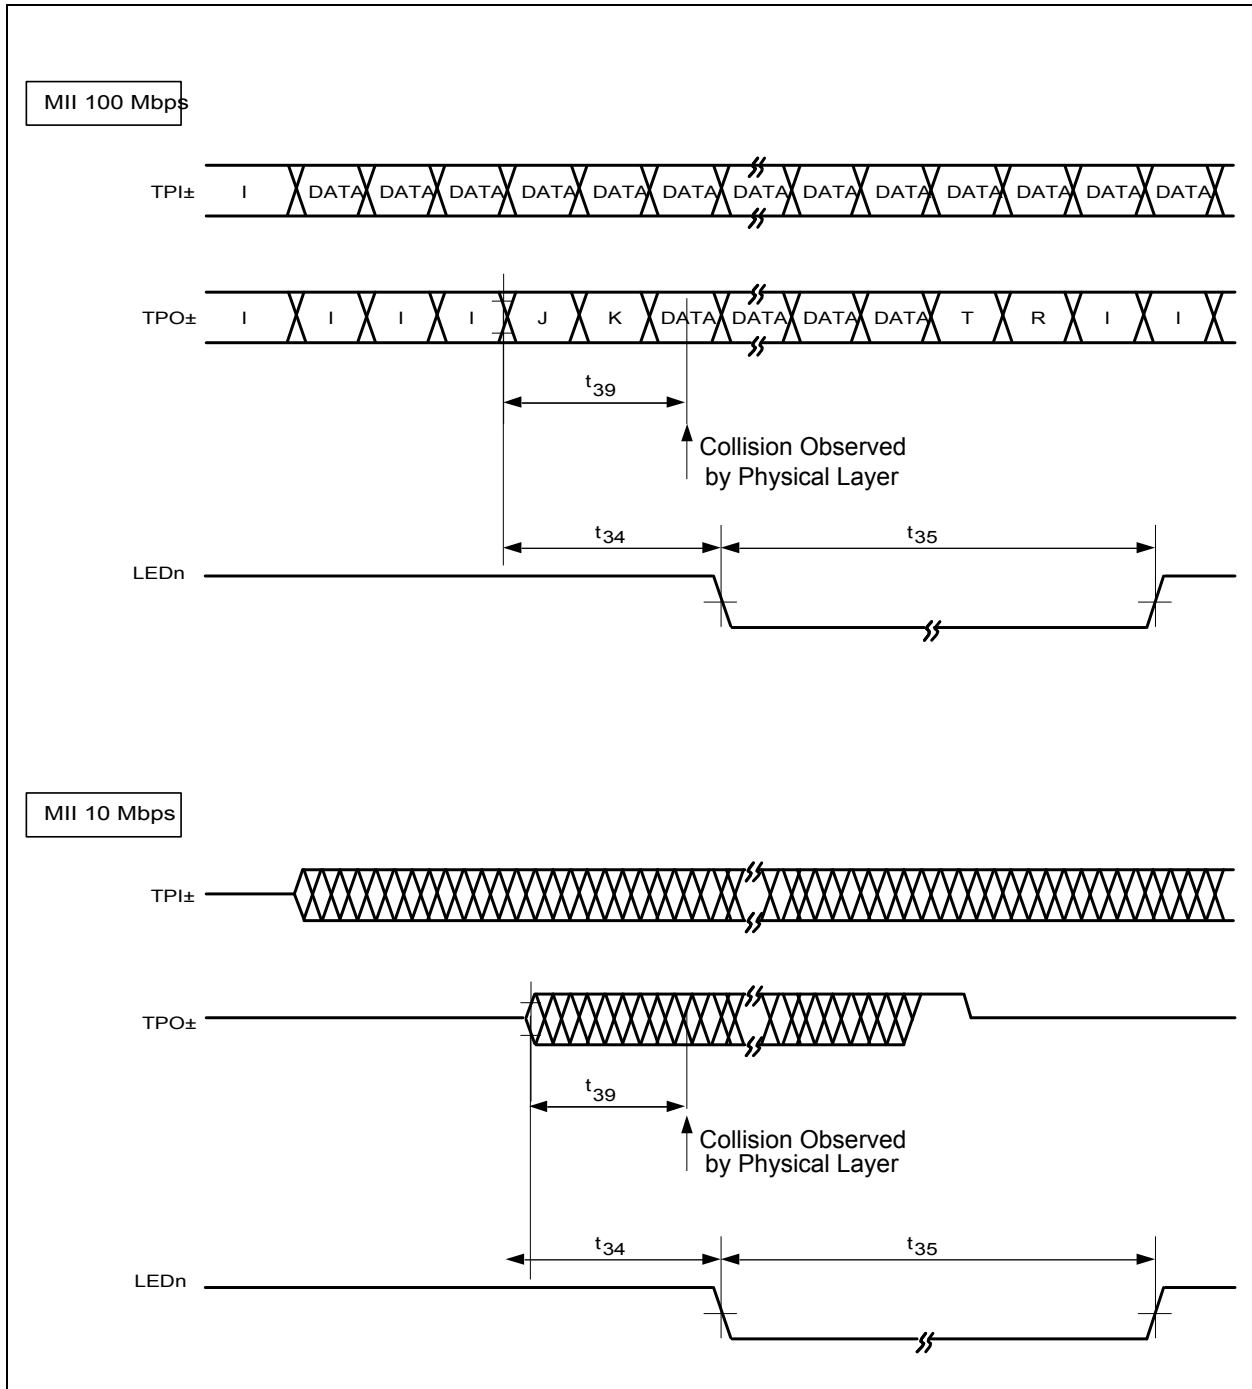 MII 100 Mbps
TPI± I DATA DATA DATA DATA DATA DATA DATA DATA DATA DATA DATA DATA DATA
TPO± I I I I J K DATA DATA DATA DATA T R I I
t39
Collision Observed
by Physical Layer
t34 t35
LEDn
MII 10 Mbps
TPI±
TPO±
t39
Collision Observed
by Physical Layer
t34 t35
LEDn